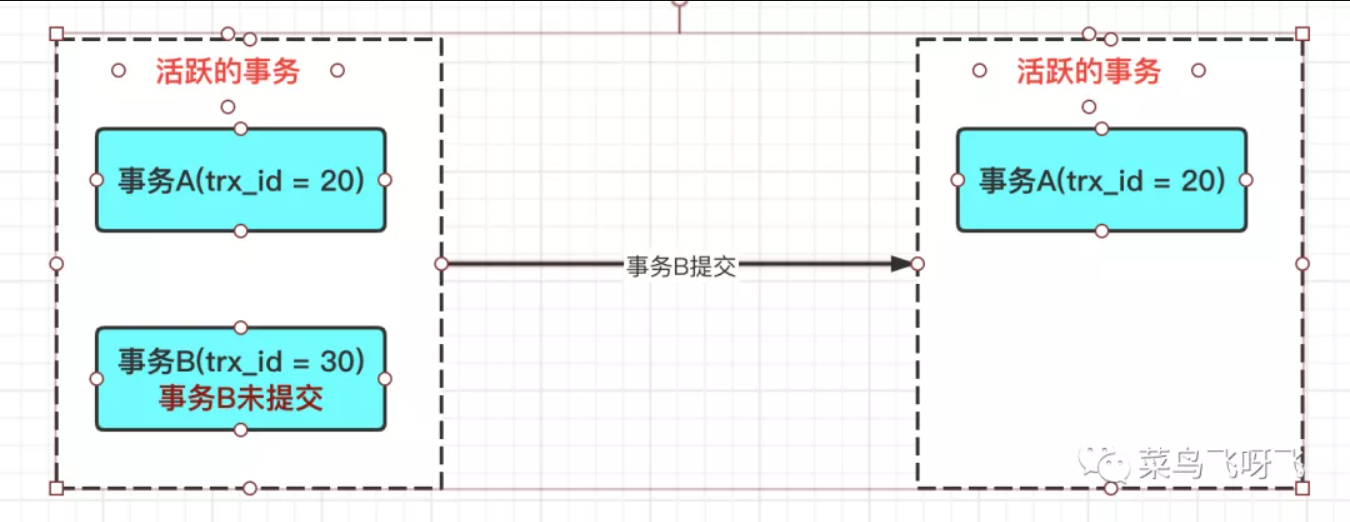 活跃的事务
事务A(trx_id = 20)
事务B(trx_id = 30)
事务B未提交
事务B提交
活跃的事务
事务A(trx_id = 20)
菜鸟飞呀飞